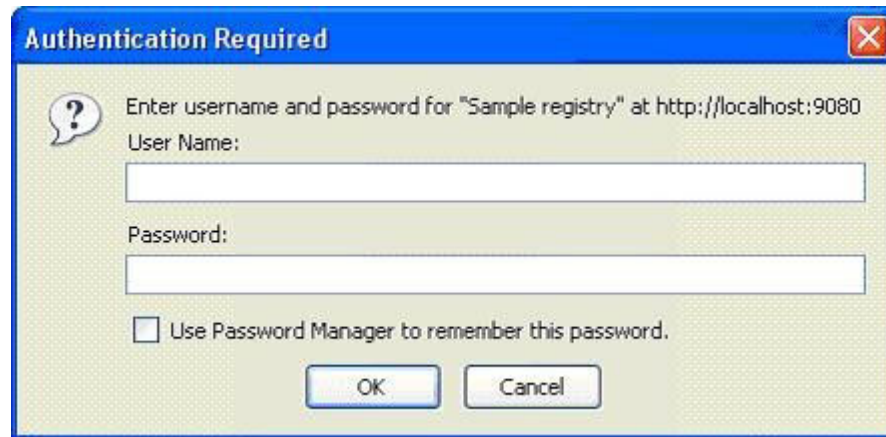 Authentication Required
Enter username and password for "Sample registry" at http://localhost:9080
User Name:
Password:
Use Password Manager to remember this password.
OK
Cancel